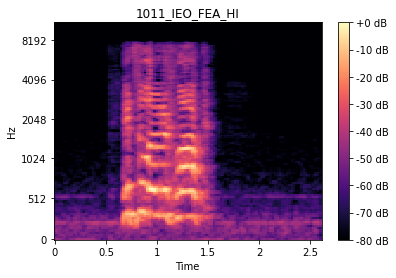 1011_IEO_FEA_HI
8192
4096
2048
1024
512
0
Hz
0
0.5
1
1.5
2
2.5
Time
+0 dB
-10 dB
-20 dB
-30 dB
-40 dB
-50 dB
-60 dB
-70 dB
-80 dB